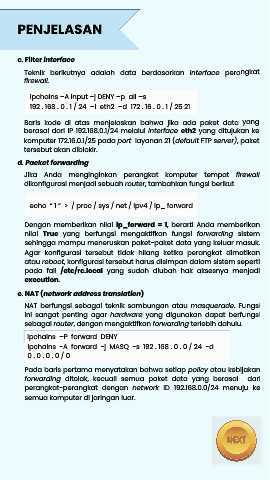 PENJELASAN
c. Filter interface
Teknik berikutnya adalah data berdasarkan interface perangkat
firewall.
ipchains –A input –j DENY –p all –s
192 .168 . 0 . 1 / 24 –i eth2 –d 172 .16 . 0 . 1 / 25 21
Baris kode di atas menjelaskan bahwa jika ada paket data yang
berasal dari IP 192.168.0.1/24 melalui interface eth2 yang ditujukan ke
komputer 172.16.0.1/25 pada port layanan 21 (default FTP server), paket
tersebut akan diblokir.
d. Packet forwarding
Jika Anda menginginkan perangkat komputer tempat firewall
dikonfigurasi menjadi sebuah router, tambahkan fungsi berikut
echo "1" > / proc / sys / net / ipv4 / ip_ forward
Dengan memberikan nilai ip_forward = 1, berarti Anda memberikan
nilai True yang berfungsi mengaktifkan fungsi forwarding sistem
sehingga mampu meneruskan paket-paket data yang keluar masuk.
Agar konfigurasi tersebut tidak hilang ketika perangkat dimatikan
atau reboot, konfigurasi tersebut harus disimpan dalam sistem seperti
pada fail /etc/rc.local yang sudah diubah hak aksesnya menjadi
execution.
e. NAT (network address translation)
NAT berfungsi sebagai teknik sambungan atau masquerade. Fungsi
ini sangat penting agar hardware yang digunakan dapat berfungsi
sebagai router, dengan mengaktifkan forwarding terlebih dahulu.
ipchains –P forward DENY
ipchains –A forward –j MASQ –s 192 .168 . 0 . 0 / 24 –d
0 . 0 . 0 . 0 / 0
Pada baris pertama menyatakan bahwa setiap policy atau kebijakan
forwarding ditolak, kecuali semua paket data yang berasal dari
perangkat-perangkat dengan network ID 192.168.0.0/24 menuju ke
semua komputer di jaringan luar.
NEXT